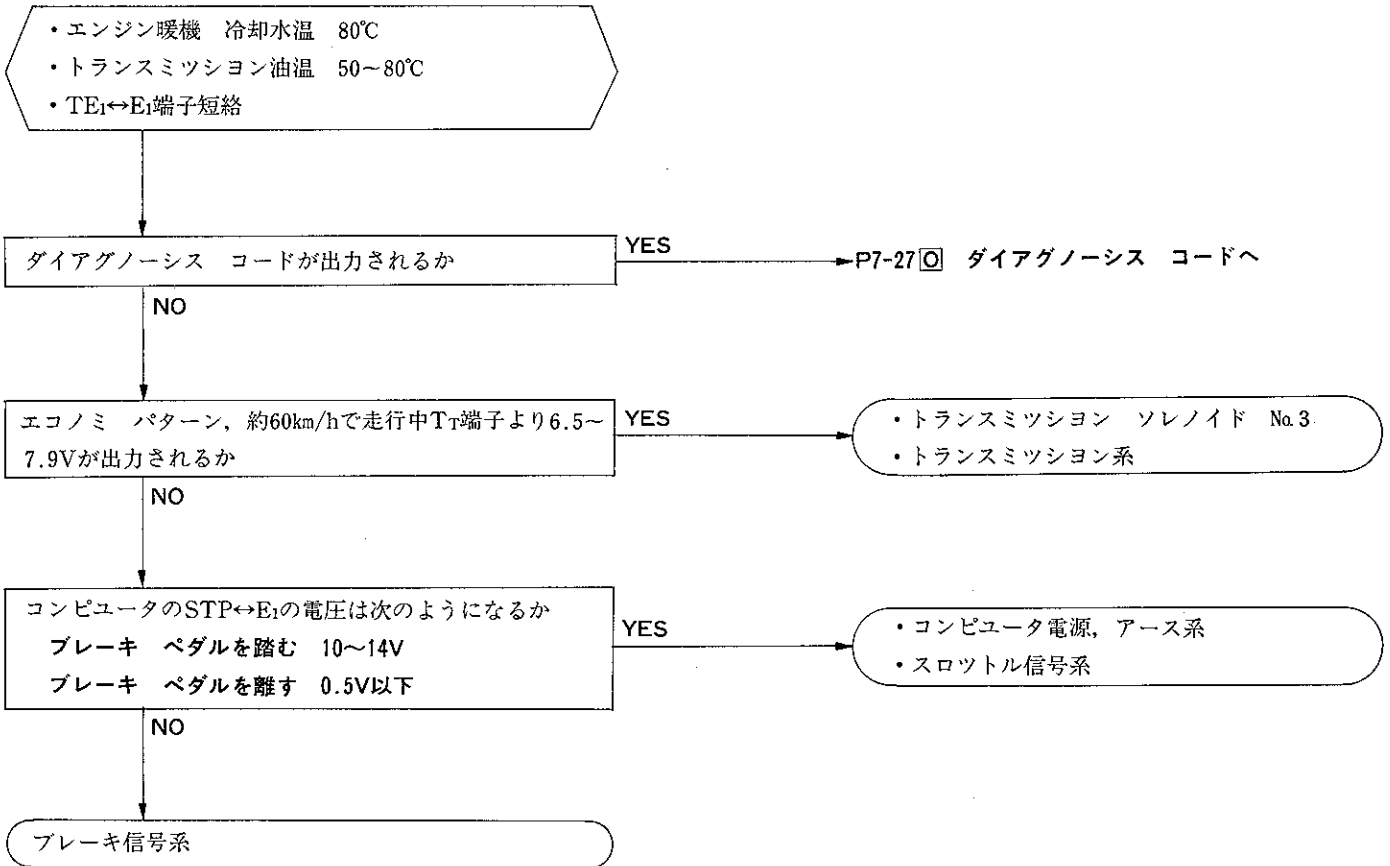 ・エンジン暖機 冷却水温 80℃
・トランスミツシヨン油温 50～80℃
・TE1↔E1端子短絡
ダイアグノーシス コードが出力されるか
YES
P7-27 O ダイアグノーシス コードへ
NO
エコノミ パターン，約60km/hで走行中TT端子より6.5～
7.9Vが出力されるか
YES
・トランスミツシヨン ソレノイド No.3
・トランスミツシヨン系
NO
コンピユータのSTP↔E1の電圧は次のようになるか
ブレーキ ペダルを踏む 10～14V
ブレーキ ペダルを離す 0.5V以下
YES
・コンピユータ電源，アース系
・スロツトル信号系
NO
ブレーキ信号系